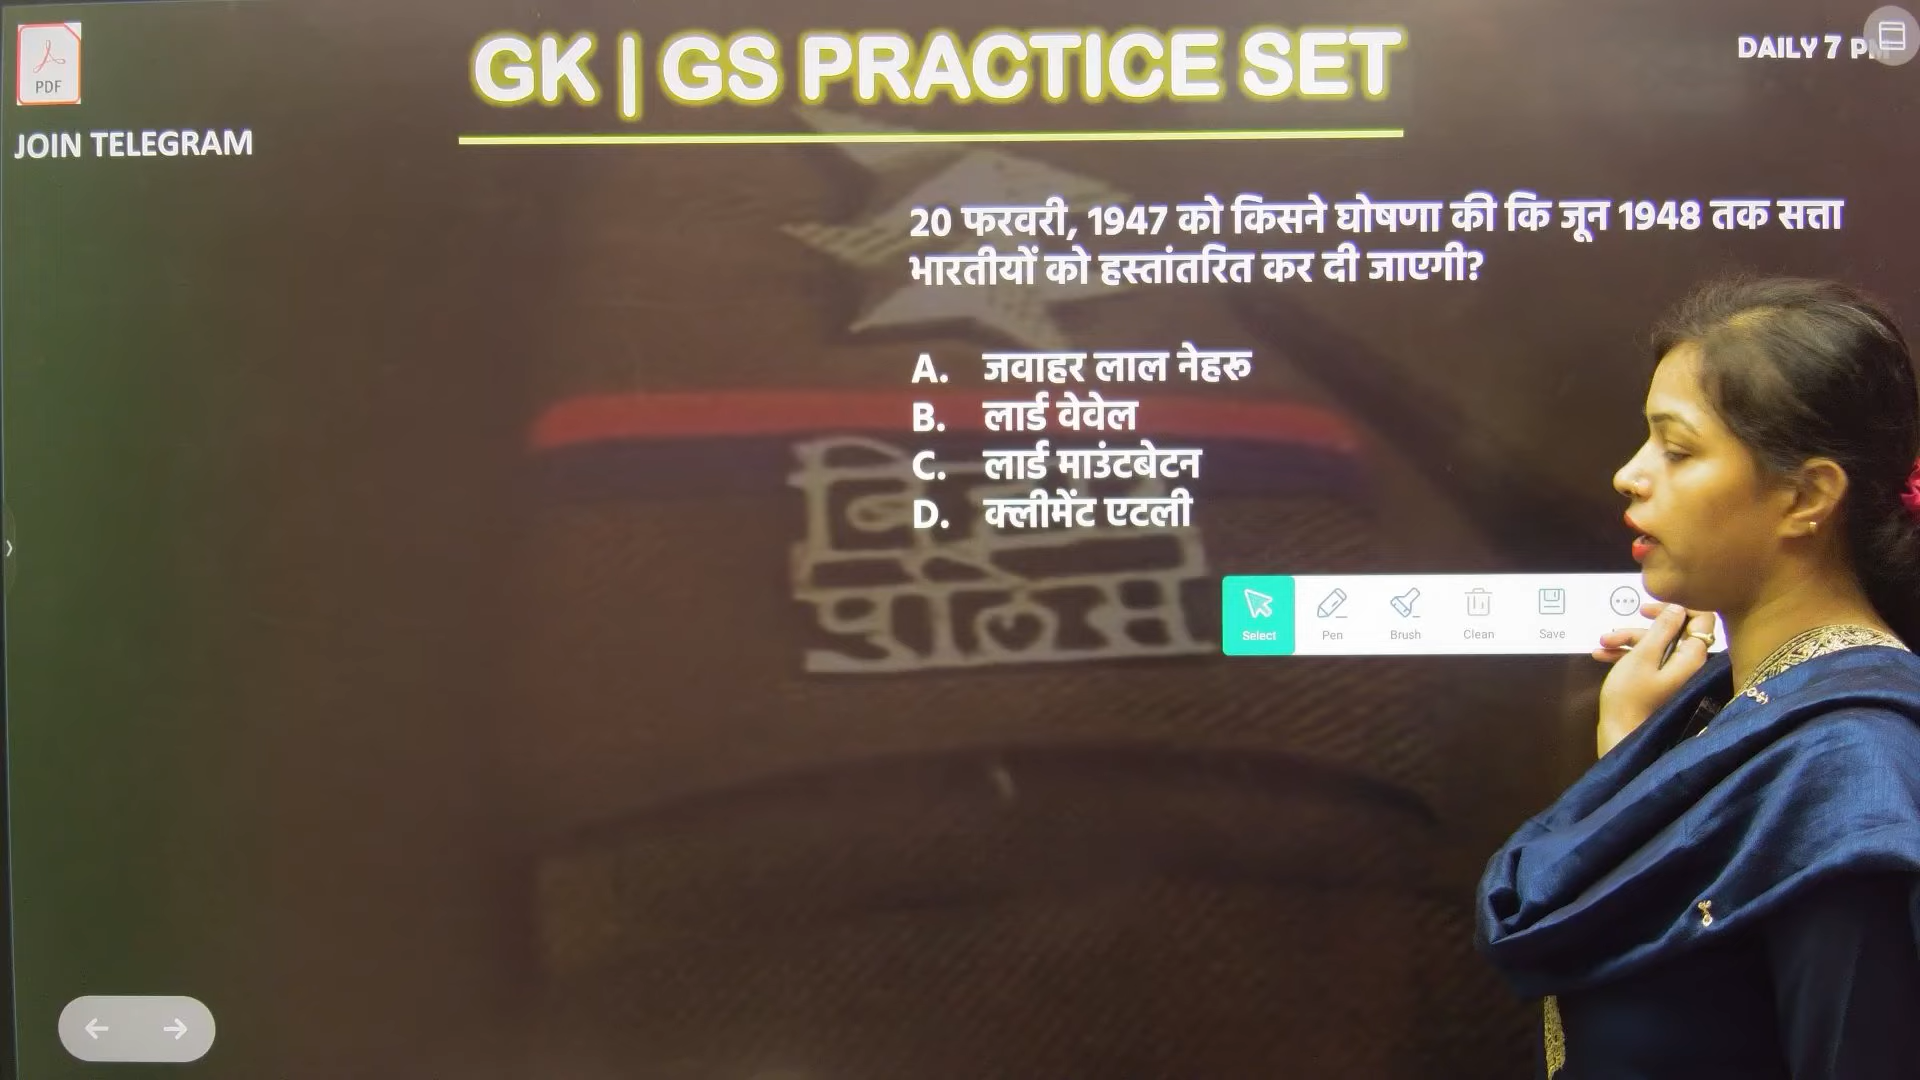 PDF
GK | GS PRACTICE SET
DAILY 7 PM
JOIN TELEGRAM
20 फरवरी, 1947 को किसने घोषणा की कि जून 1948 तक सत्ता
भारतीयों को हस्तांतरित कर दी जाएगी?
A. जवाहर लाल नेहरू
B. लार्ड वेवेल
C. लार्ड माउंटबेटन
D. क्लीमेंट एटली
बिहार
पुलिस
Select Pen Brush Clean Save